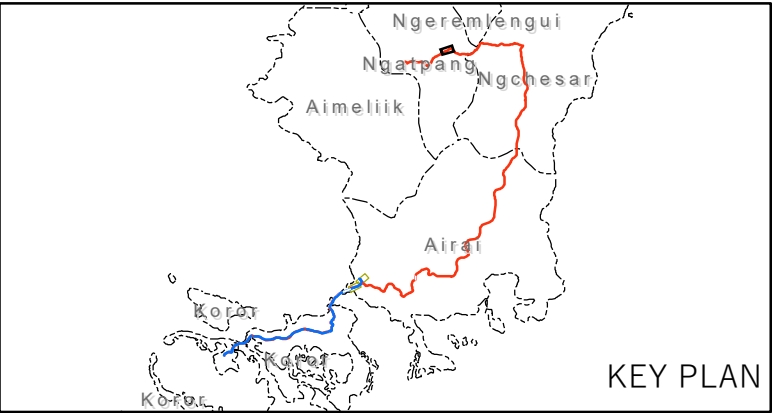 Ngeremlengui
Ngatpang
Ngchesar
Aimeliik
Airai
Koror
Koror
Koror
KEY PLAN